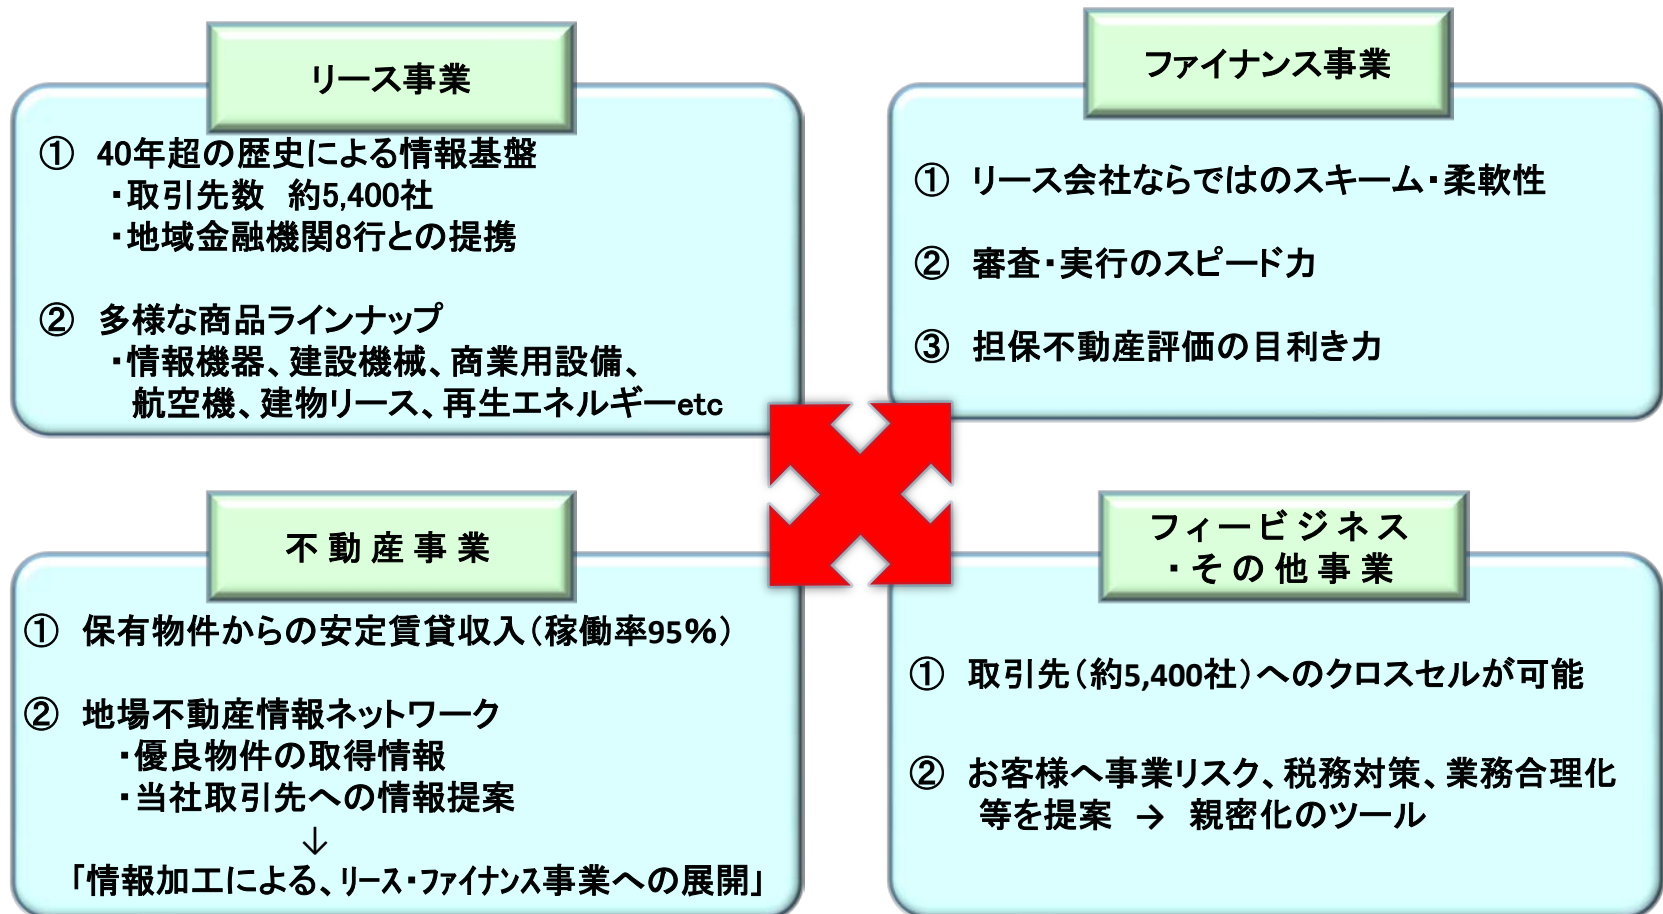 リース事業
① 40年超の歴史による情報基盤
・取引先数 約5,400社
・地域金融機関8行との提携
② 多様な商品ラインナップ
・情報機器、建設機械、商業用設備、
航空機、建物リース、再生エネルギーetc
ファイナンス事業
① リース会社ならではのスキーム・柔軟性
② 審査・実行のスピード力
③ 担保不動産評価の目利き力
不動産事業
① 保有物件からの安定賃貸収入(稼働率95%)
② 地場不動産情報ネットワーク
・優良物件の取得情報
・当社取引先への情報提案
↓
「情報加工による、リース・ファイナンス事業への展開」
フィービジネス
・その他事業
① 取引先(約5,400社)へのクロスセルが可能
② お客様へ事業リスク、税務対策、業務合理化
等を提案 → 親密化のツール